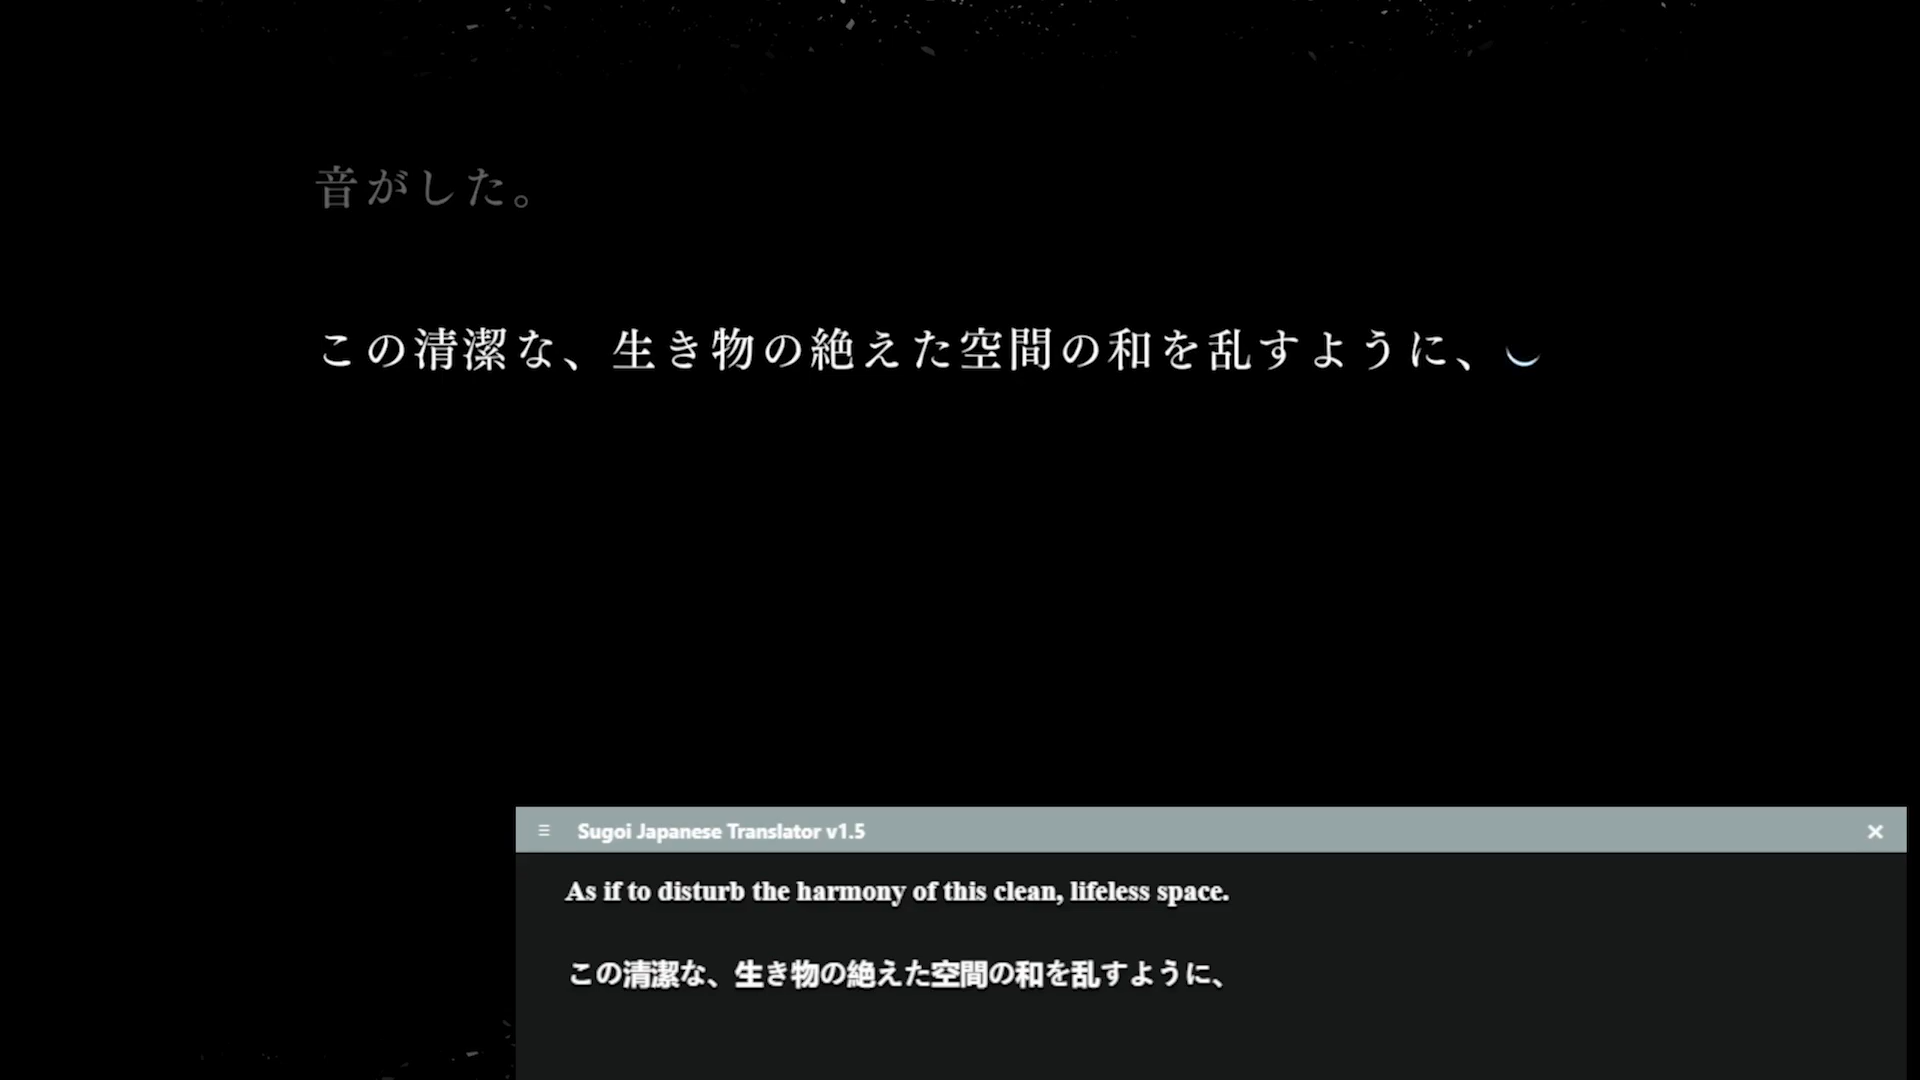 音がした。
この清潔な、生き物の絶えた空間の和を乱すように、
Sugoi Japanese Translator v1.5
As if to disturb the harmony of this clean, lifeless space.
この清潔な、生き物の絶えた空間の和を乱すように、